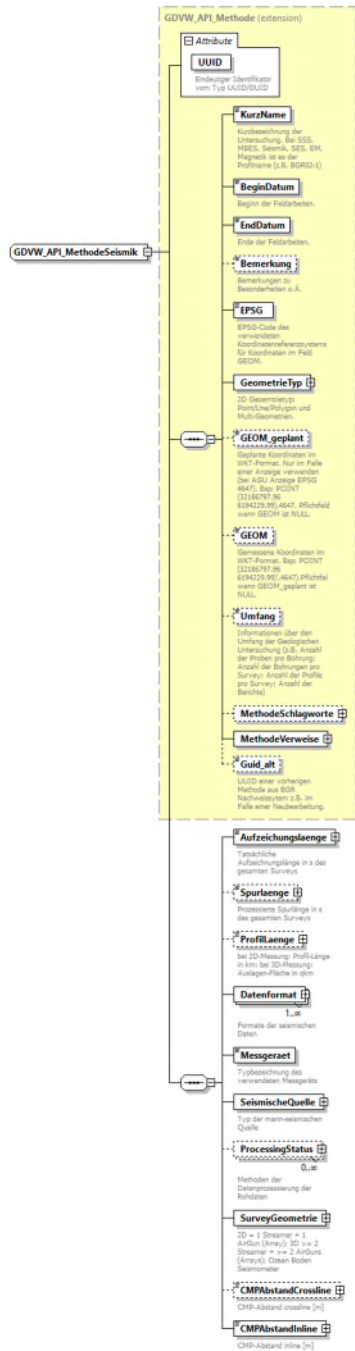 GDVW_API_Methode (extension)
Attribute
UUID
Eindeutiger Identifikator
vom Typ UUID/GUID
KurzName
Kurzbezeichnung der
Untersuchung. Bei SSS,
MBES, Seismik, SES, EM,
Magnetik ist es der
Profilname (z.B. BGR02-t)
BeginDatum
Beginn der Feldarbeiten.
EndDatum
Ende der Feldarbeiten.
GDVW_API_MethodeSeismik
Bemerkung
Bemerkungen zu
Besonderheiten o.Ä.
EPSG
EPSG-Code des
verwendeten
Koordinatenreferenzsystems
für Koordinaten im Feld
GEOM.
GeometrieTyp
2D Geometrietyp:
Point/Line/Polygon und
Multi-Geometrien.
GEOM_geplant
Geplante Koordinaten im
WKT-Format. Nur im Falle
einer Anzeige verwenden
(bei AGU Anzeige EPSG
4647). Bsp: POINT
(32186797.96
6194229.99),4647. Pflichtfeld
wenn GEOM ist NULL.
GEOM
Gemessene Koordinaten im
WKT-Format. Bsp: POINT
(32186797.96
6194229.99),4647).Pflichtfel
wenn GEOM_geplant ist
NULL.
Umfang
Informationen über den
Umfang der Geologischen
Untersuchung (z.B. Anzahl
der Proben pro Bohrung;
Anzahl der Bohrungen pro
Survey; Anzahl der Profile
pro Survey; Anzahl der
Berichte)
MethodeSchlagworte
MethodeVerweise
Guid_alt
UUID einer vorherigen
Methode aus BGR
Nachweissytem z.B. im
Falle einer Neubearbeitung.
Aufzeichungslaenge
Tatsächliche
Aufzeichnungslänge in s des
gesamten Surveys
Spurlaenge
Prozessierte Spurlänge in s
des gesamten Surveys
ProfilLaenge
bei 2D-Messung: Profil-Länge
in km; bei 3D-Messung:
Auslagen-Fläche in qkm
Datenformat
1..∞
Formate der seismischen
Daten
Messgeraet
Typbezeichnung des
verwendeten Messgeräts
SeismischeQuelle
Typ der marin-seismischen
Quelle
ProcessingStatus
0..∞
Methoden der
Datenprozessierung der
Rohdaten
SurveyGeometrie
2D = 1 Streamer + 1
AirGun (Array); 3D >= 2
Streamer + >= 2 AirGuns
(Arrays); Ozean Boden
Seismometer
CMPAbstandCrossline
CMP-Abstand crossline [m]
CMPAbstandInline
CMP-Abstand inline [m]